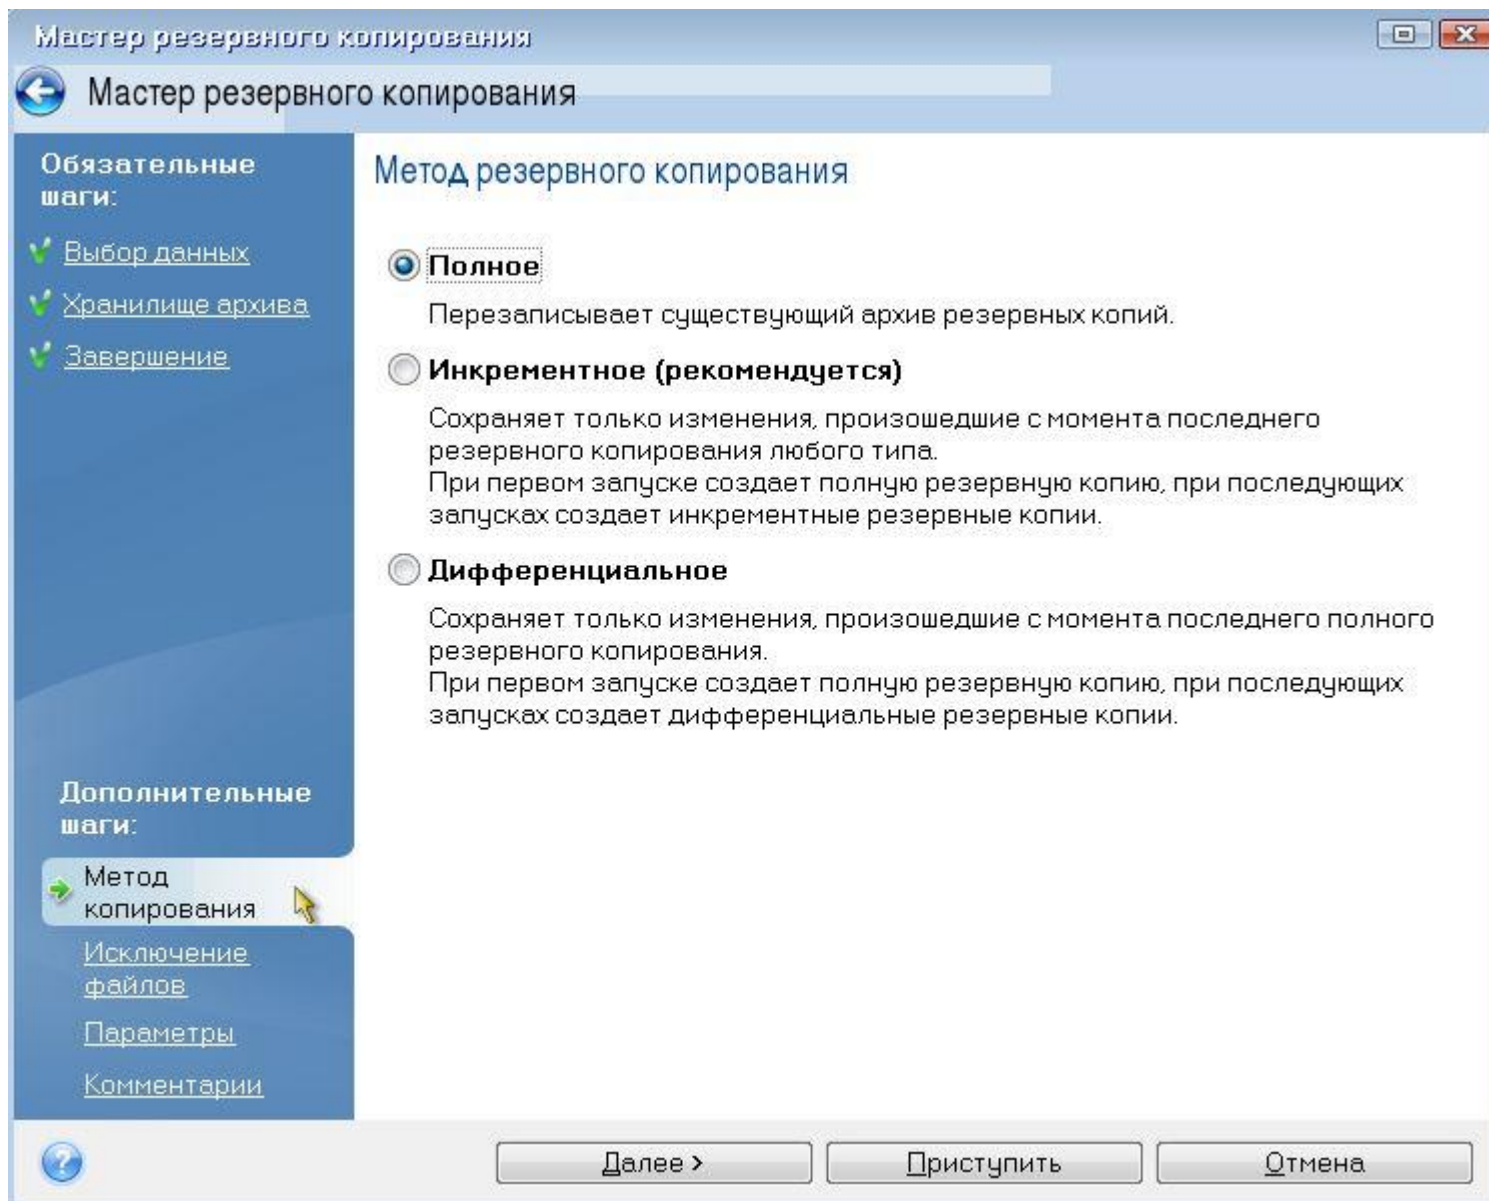 Мастер резервного копирования
Мастер резервного копирования
Обязательные
шаги:
Выбор данных
Хранилище архива
Завершение
Дополнительные
шаги:
Метод
копирования
Исключение
файлов
Параметры
Комментарии
Метод резервного копирования
Полное
Перезаписывает существующий архив резервных копий.
Инкрементное (рекомендуется)
Сохраняет только изменения, произошедшие с момента последнего
резервного копирования любого типа.
При первом запуске создает полную резервную копию, при последующих
запусках создает инкрементные резервные копии.
Дифференциальное
Сохраняет только изменения, произошедшие с момента последнего полного
резервного копирования.
При первом запуске создает полную резервную копию, при последующих
запусках создает дифференциальные резервные копии.
Далее >
Приступить
Отмена